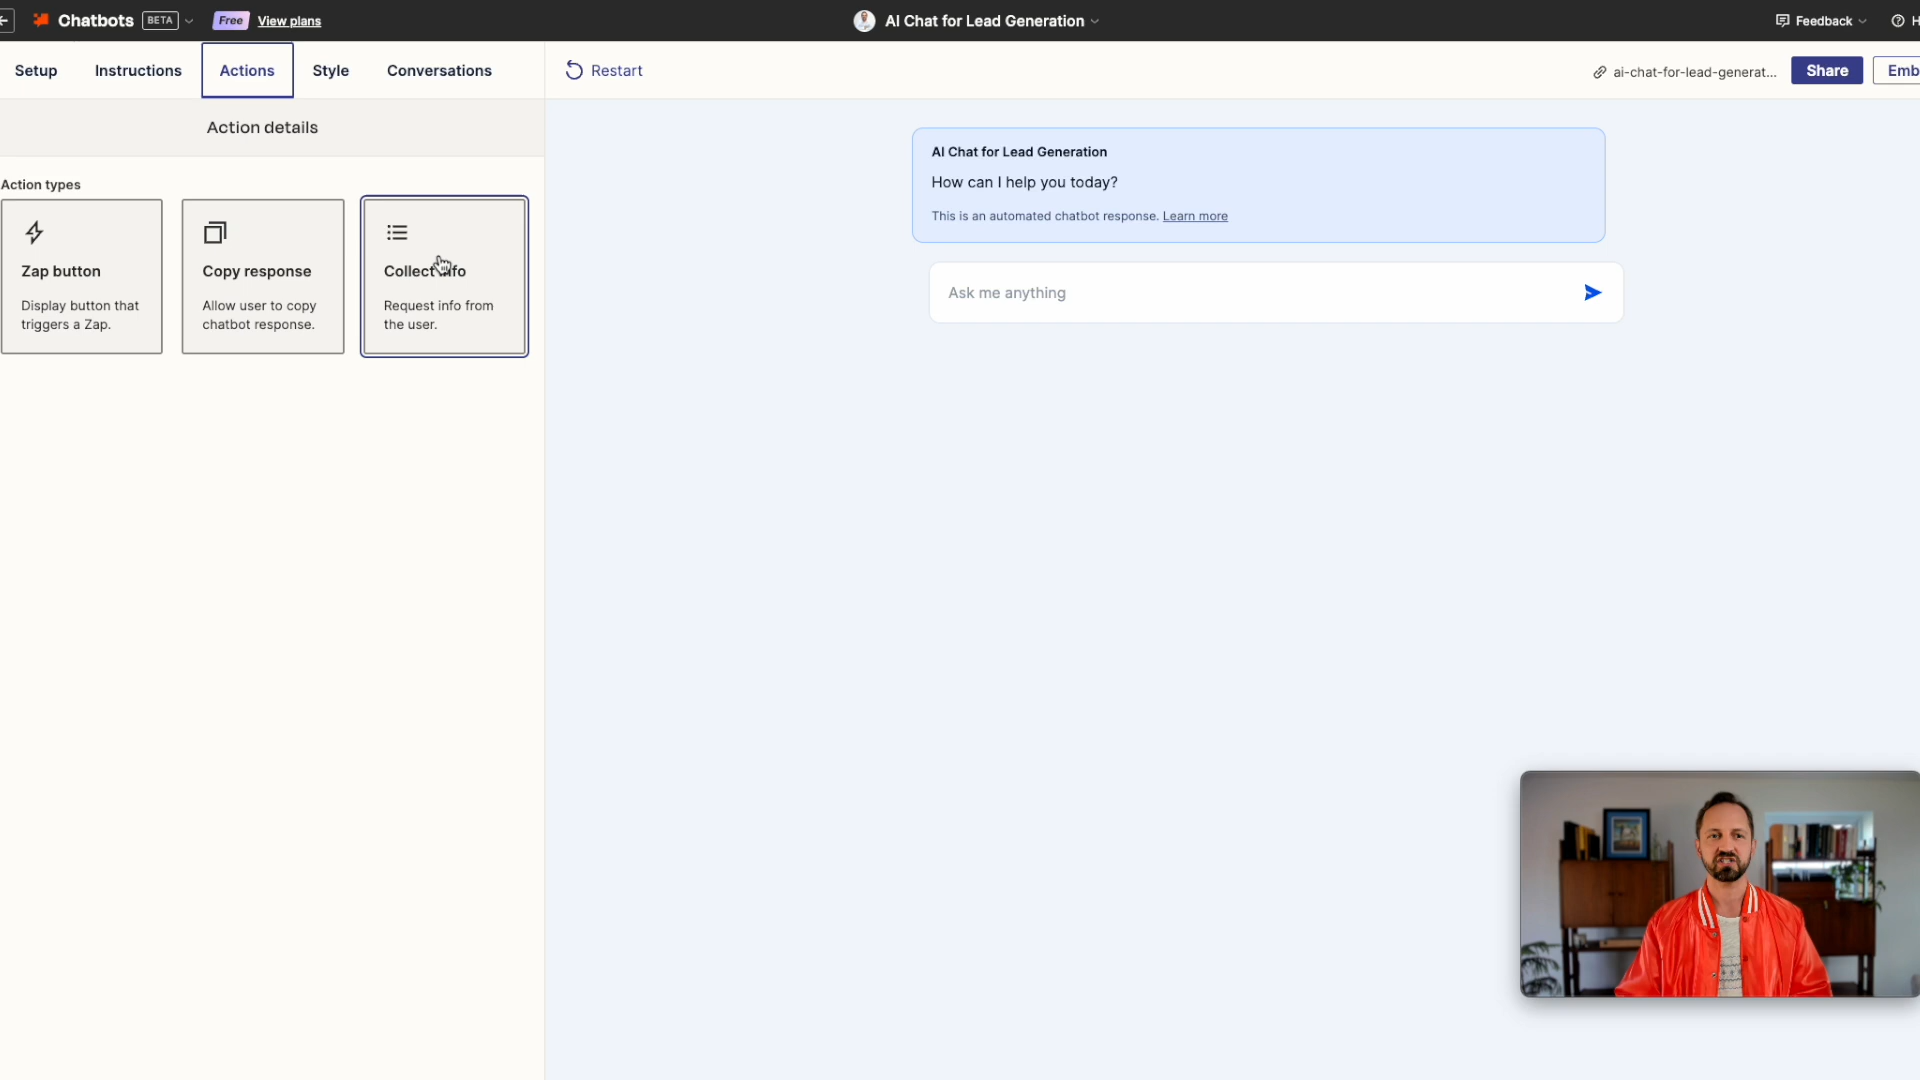 Chatbots BETA Free View plans
AI Chat for Lead Generation
Feedback
Setup Instructions Actions Style Conversations
Restart
ai-chat-for-lead-generat...
Share
Emb
Action details
Action types
Zap button
Display button that
triggers a Zap.
Copy response
Allow user to copy
chatbot response.
Collect
Request info from
the user.
AI Chat for Lead Generation
How can I help you today?
This is an automated chatbot response. Learn more
Ask me anything